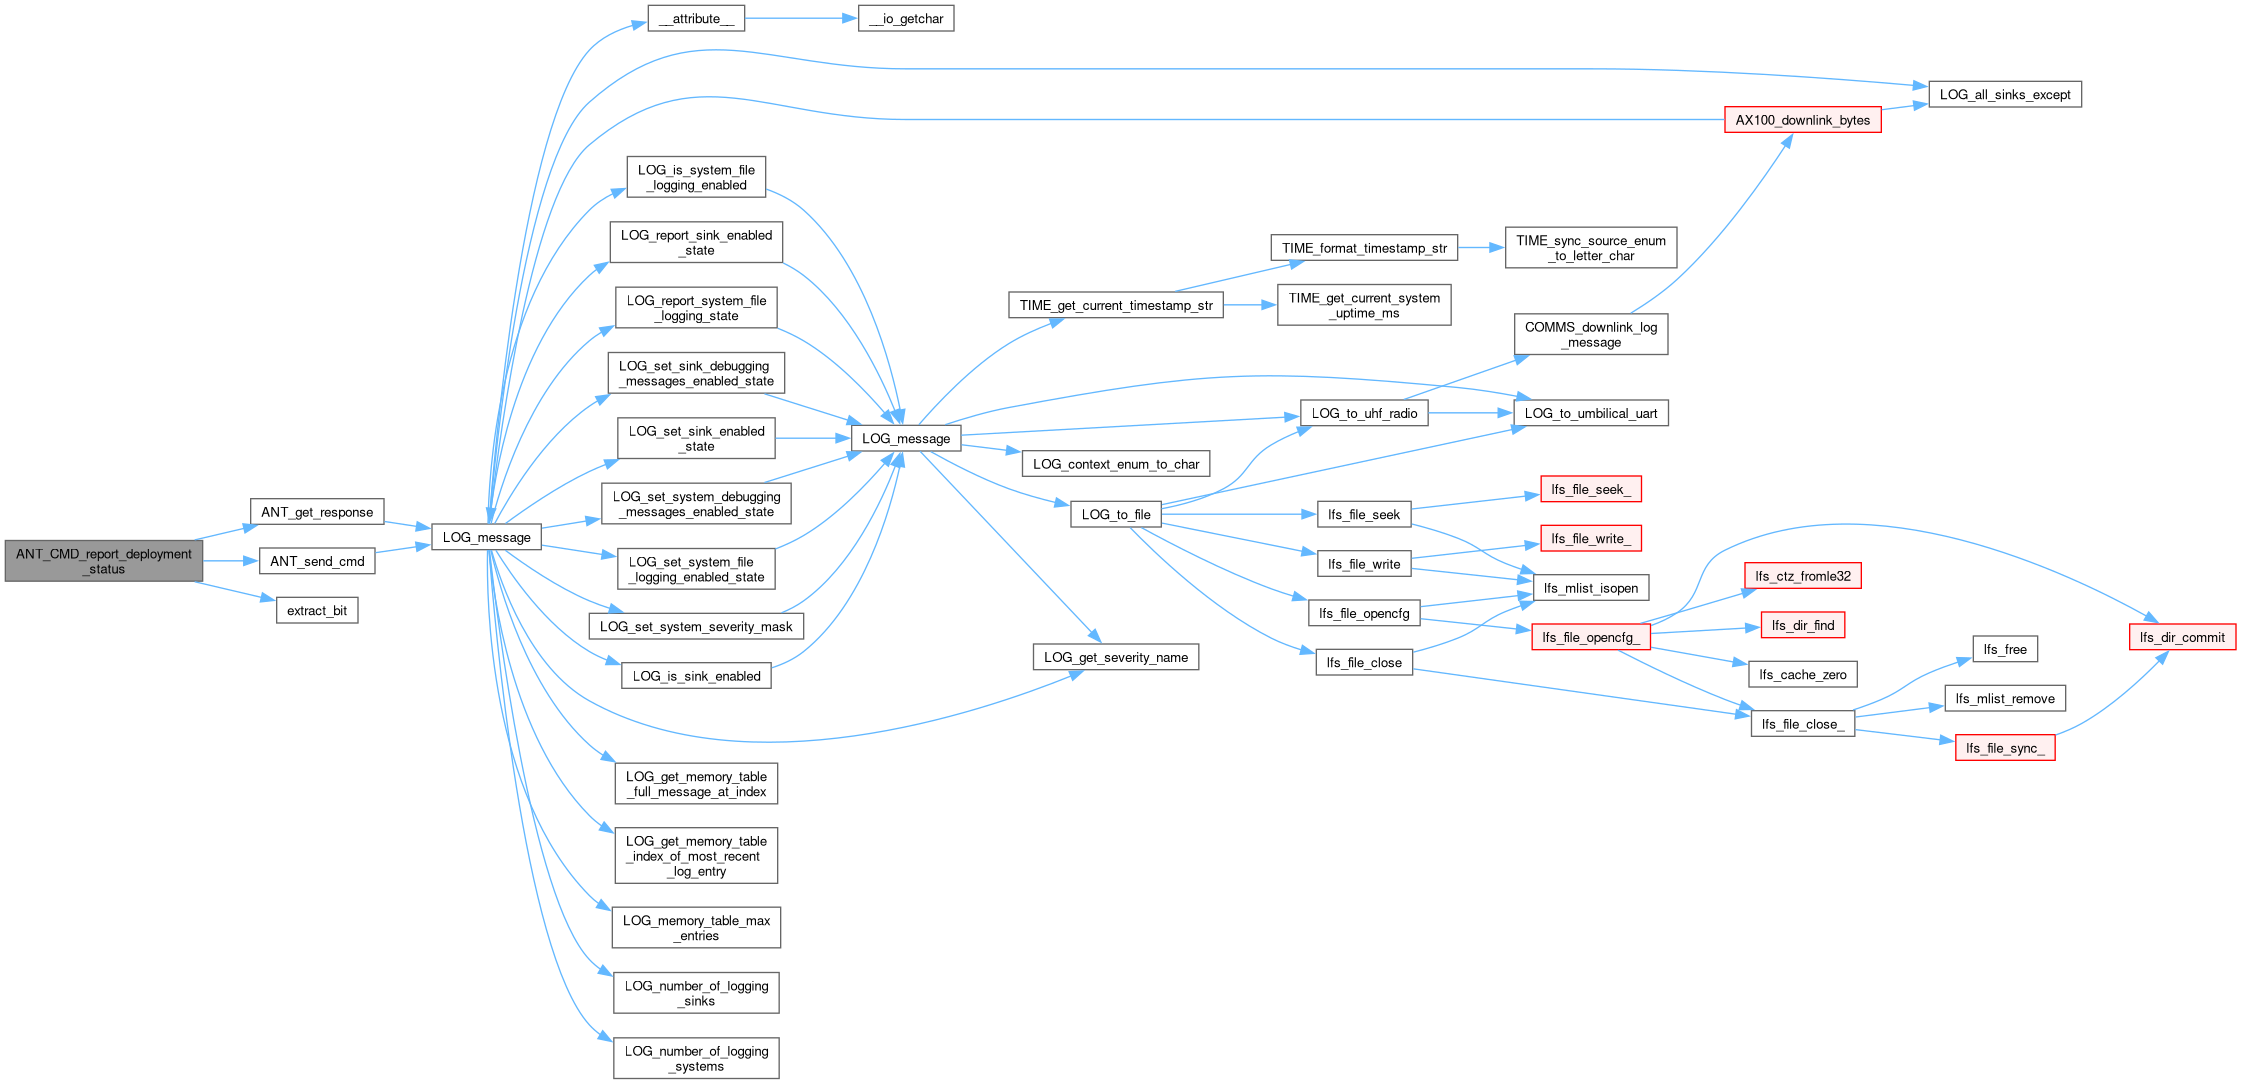 __attribute__
__io_getchar
LOG_all_sinks_except
AX100_downlink_bytes
LOG_is_system_file
_logging_enabled
LOG_report_sink_enabled
_state
TIME_format_timestamp_str
TIME_sync_source_enum
_to_letter_char
LOG_report_system_file
_logging_state
TIME_get_current_timestamp_str
TIME_get_current_system
_uptime_ms
COMMS_downlink_log
_message
LOG_set_sink_debugging
_messages_enabled_state
LOG_to_uhf_radio
LOG_to_umbilical_uart
LOG_set_sink_enabled
_state
LOG_message
LOG_context_enum_to_char
LOG_set_system_debugging
_messages_enabled_state
lfs_file_seek_
ANT_get_response
LOG_to_file
lfs_file_seek
LOG_message
lfs_file_write_
ANT_CMD_report_deployment
_status
ANT_send_cmd
LOG_set_system_file
_logging_enabled_state
lfs_file_write
lfs_mlist_isopen
lfs_ctz_fromle32
extract_bit
LOG_set_system_severity_mask
lfs_file_opencfg
lfs_file_opencfg_
lfs_dir_find
lfs_dir_commit
LOG_get_severity_name
lfs_file_close
lfs_free
LOG_is_sink_enabled
lfs_cache_zero
lfs_mlist_remove
lfs_file_close_
lfs_file_sync_
LOG_get_memory_table
_full_message_at_index
LOG_get_memory_table
_index_of_most_recent
_log_entry
LOG_memory_table_max
_entries
LOG_number_of_logging
_sinks
LOG_number_of_logging
_systems